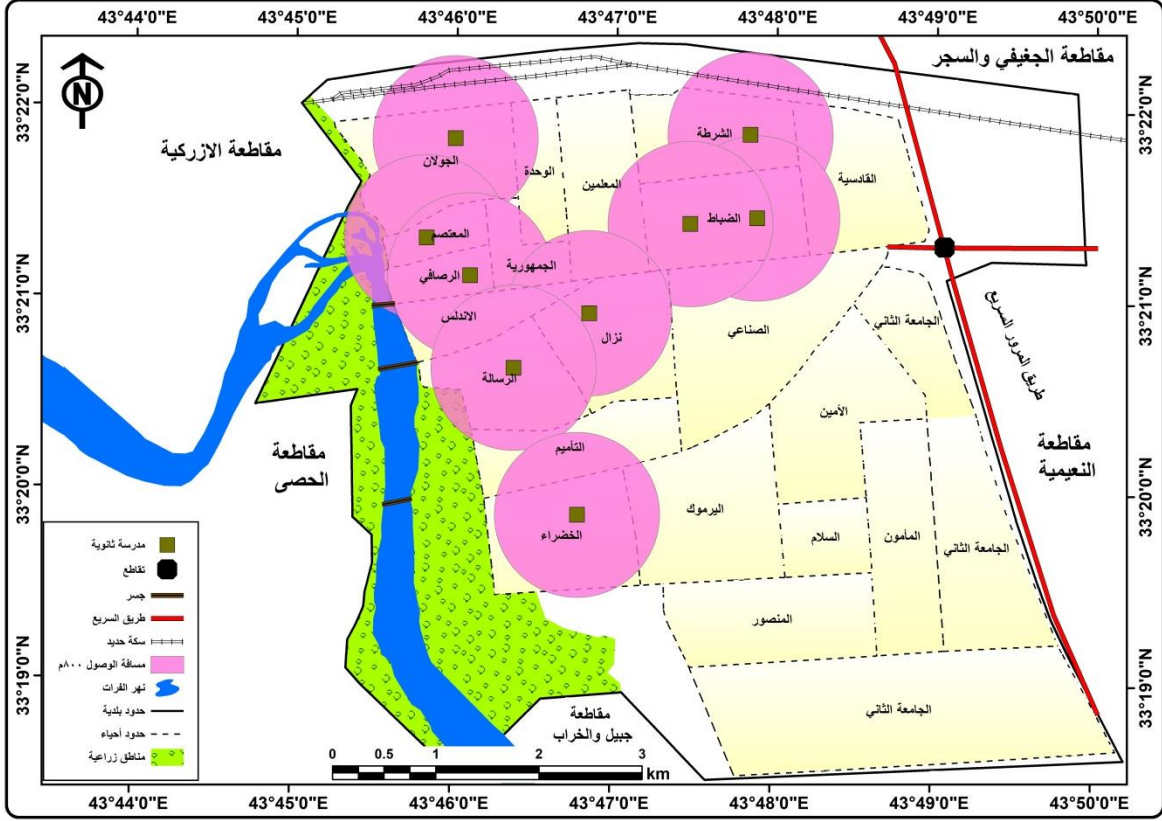 43°44'0"E 43°45'0"E 43°46'0"E 43°47'0"E 43°48'0"E 43°49'0"E 43°50'0"E
33°22'0"N
33°21'0"N
33°20'0"N
33°19'0"N
33°22'0"N
33°21'0"N
33°20'0"N
33°19'0"N
N
مقاطعة الجغيفي والسجر
مقاطعة الازركية
الشرطة
الجولان
الوحدة
المعلمين
القادسية
الضباط
المعتصم
الجمهورية
الرصافي
الاندلس
نزال
الصناعي
الجامعة الثاني
طريق المرور السريع
الرسالة
الأمين
مقاطعة
النعيمية
مقاطعة
الحصى
التأميم
اليرموك
الخضراء
السلام
المأمون
الجامعة الثاني
المنصور
الجامعة الثاني
مقاطعة
جبيل والخراب
مدرسة ثانوية
تقاطع
جسر
طريق السريع
سكة حديد
مسافة الوصول ٨٠٠م
نهر الفرات
حدود بلدية
حدود أحياء
مناطق زراعية
0 0.5 1 2 3
km
43°44'0"E 43°45'0"E 43°46'0"E 43°47'0"E 43°48'0"E 43°49'0"E 43°50'0"E